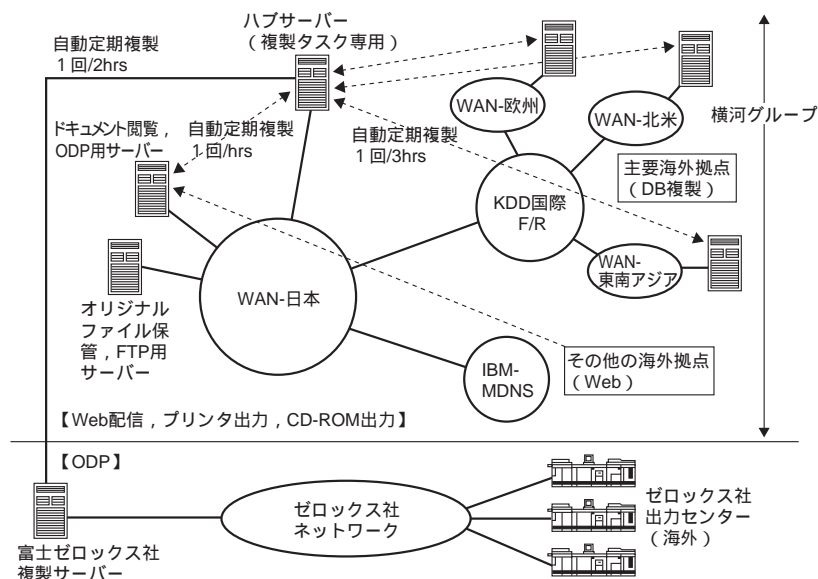 ハブサーバー
（複製タスク専用）
自動定期複製
1 回/2hrs
ドキュメント閲覧，
ODP用サーバー
自動定期複製
1 回/hrs
自動定期複製
1 回/3hrs
WAN-欧州
WAN-北米
横河グループ
主要海外拠点
（DB複製）
KDD国際
F/R
WAN-
東南アジア
WAN-日本
オリジナル
ファイル保
管，FTP用
サーバー
IBM-
MDNS
その他の海外拠点
（Web）
【Web配信，プリンタ出力，CD-ROM出力】
【ODP】
ゼロックス社
ネットワーク
ゼロックス社
出力センター
（海外）
富士ゼロックス社
複製サーバー